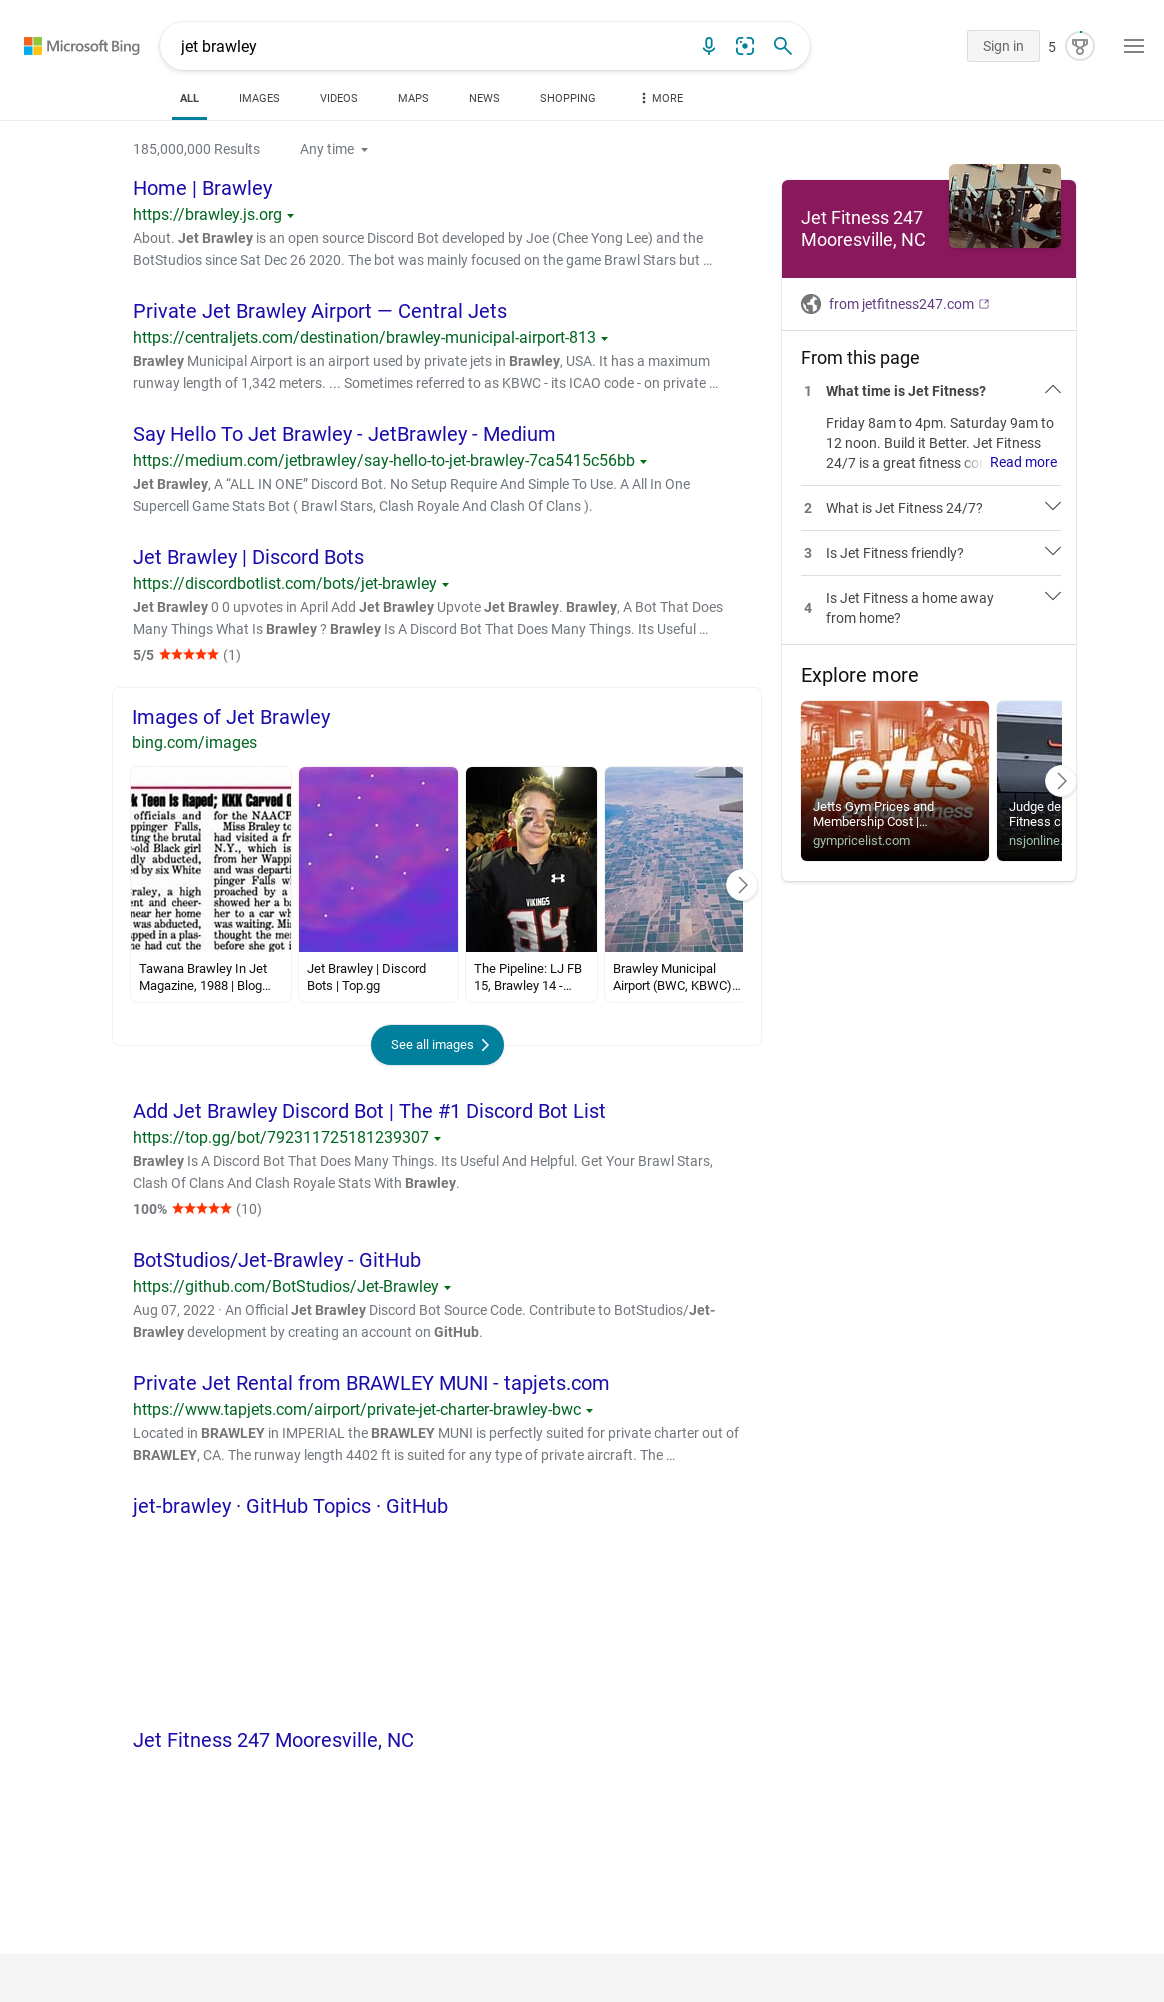 Microsoft Bing
jet brawley
Sign in
5
ALL
IMAGES
VIDEOS
MAPS
NEWS
SHOPPING
MORE
185,000,000 Results
Any time
Home | Brawley
https://brawley.js.org
About. Jet Brawley is an open source Discord Bot developed by Joe (Chee Yong Lee) and the
BotStudios since Sat Dec 26 2020. The bot was mainly focused on the game Brawl Stars but …
Private Jet Brawley Airport — Central Jets
https://centraljets.com/destination/brawley-municipal-airport-813
Brawley Municipal Airport is an airport used by private jets in Brawley, USA. It has a maximum
runway length of 1,342 meters. ... Sometimes referred to as KBWC - its ICAO code - on private …
Say Hello To Jet Brawley - JetBrawley - Medium
https://medium.com/jetbrawley/say-hello-to-jet-brawley-7ca5415c56bb
Jet Brawley, A “ALL IN ONE” Discord Bot. No Setup Require And Simple To Use. A All In One
Supercell Game Stats Bot ( Brawl Stars, Clash Royale And Clash Of Clans ).
Jet Brawley | Discord Bots
https://discordbotlist.com/bots/jet-brawley
Jet Brawley 0 0 upvotes in April Add Jet Brawley Upvote Jet Brawley. Brawley, A Bot That Does
Many Things What Is Brawley ? Brawley Is A Discord Bot That Does Many Things. Its Useful …
5/5 ★★★★★ (1)
Images of Jet Brawley
bing.com/images
k Teen Is Raped; KKK Carved
officials and
ppinger Falls,
ting the brutal
-old Black girl
dly abducted,
ed by six White
raley, a high
ent and cheer-
near her home
was abducted,
apped in a plas-
ne had cut the
for the NAACP
Miss Braley to
had visited a fr
N.Y., which is
from her Wappi
and was departi
pinger Falls wh
proached by a
showed her a ba
her to a car wh
was waiting. Mis
thought the men
before she got i
VIKINGS
84
Tawana Brawley In Jet
Magazine, 1988 | Blog…
Jet Brawley | Discord
Bots | Top.gg
The Pipeline: LJ FB
15, Brawley 14 -…
Brawley Municipal
Airport (BWC, KBWC)…
See all images
Add Jet Brawley Discord Bot | The #1 Discord Bot List
https://top.gg/bot/792311725181239307
Brawley Is A Discord Bot That Does Many Things. Its Useful And Helpful. Get Your Brawl Stars,
Clash Of Clans And Clash Royale Stats With Brawley.
100% ★★★★★ (10)
BotStudios/Jet-Brawley - GitHub
https://github.com/BotStudios/Jet-Brawley
Aug 07, 2022 · An Official Jet Brawley Discord Bot Source Code. Contribute to BotStudios/Jet-
Brawley development by creating an account on GitHub.
Private Jet Rental from BRAWLEY MUNI - tapjets.com
https://www.tapjets.com/airport/private-jet-charter-brawley-bwc
Located in BRAWLEY in IMPERIAL the BRAWLEY MUNI is perfectly suited for private charter out of
BRAWLEY, CA. The runway length 4402 ft is suited for any type of private aircraft. The …
jet-brawley · GitHub Topics · GitHub
Jet Fitness 247 Mooresville, NC
Jet Fitness 247
Mooresville, NC
from jetfitness247.com
From this page
1 What time is Jet Fitness?
Friday 8am to 4pm. Saturday 9am to
12 noon. Build it Better. Jet Fitness
24/7 is a great fitness co Read more
2 What is Jet Fitness 24/7?
3 Is Jet Fitness friendly?
4 Is Jet Fitness a home away
from home?
Explore more
jetts
fitness
Jetts Gym Prices and
Membership Cost |…
gympricelist.com
Judge de
Fitness c
nsjonline.